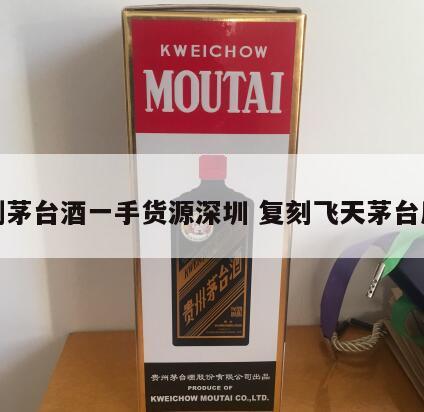 KWEICHOW
MOUTAI
刻茅台酒一手货源深圳 复刻飞天茅台
KWEICHOW
贵州茅台酒
贵州茅台酒股份有限公司出品
PRODUCE OF
KWEICHOW MOUTAI CO.,LTD.